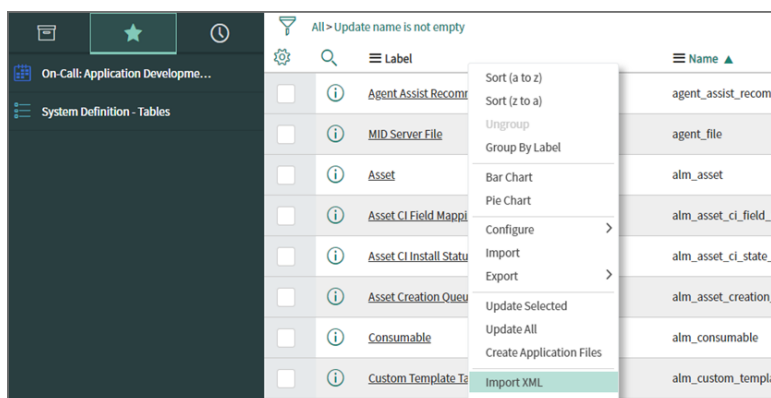 All > Update name is not empty
On-Call: Application Developme...
System Definition - Tables
Label
Name
Agent Assist Recomm
agent_assist_recom
MID Server File
agent_file
Asset
alm_asset
Asset CI Field Mappi
alm_asset_ci_field_
Asset CI Install Statu
alm_asset_ci_state_
Asset Creation Queu
alm_asset_creation
Consumable
alm_consumable
Custom Template Ta
alm_custom_templa
Sort (a to z)
Sort (z to a)
Ungroup
Group By Label
Bar Chart
Pie Chart
Configure
Import
Export
Update Selected
Update All
Create Application Files
Import XML